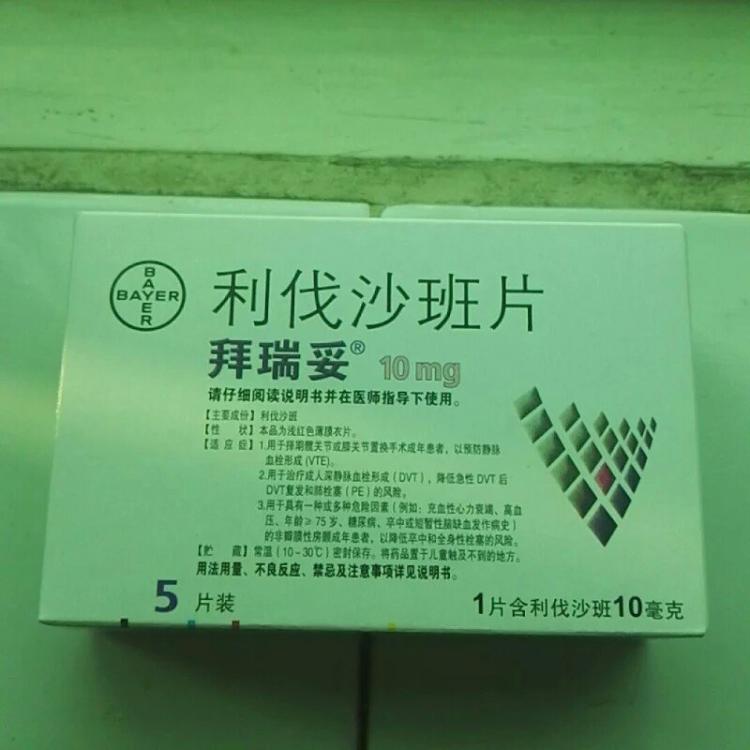 BAYER
BAYER
利伐沙班片
拜瑞妥® 10mg
请仔细阅读说明书并在医师指导下使用。
【主要成份】利伐沙班
【性 状】本品为浅红色薄膜衣片。
【适 应 症】1.用于择期髋关节或膝关节置换手术成年患者，以预防静脉
血栓形成(VTE)。
2.用于治疗成人深静脉血栓形成（DVT），降低急性DVT后
DVT复发和肺栓塞（PE）的风险。
3.用于具有一种或多种危险因素（例如：充血性心力衰竭、高血
压、年龄≥75岁、糖尿病、卒中或短暂性脑缺血发作病史）
的非瓣膜性房颤成年患者，以降低卒中和全身性栓塞的风险。
【贮 藏】常温（10-30℃）密封保存。将药品置于儿童触及不到的地方。
用法用量、不良反应、禁忌及注意事项详见说明书。
5 片装
1片含利伐沙班10毫克